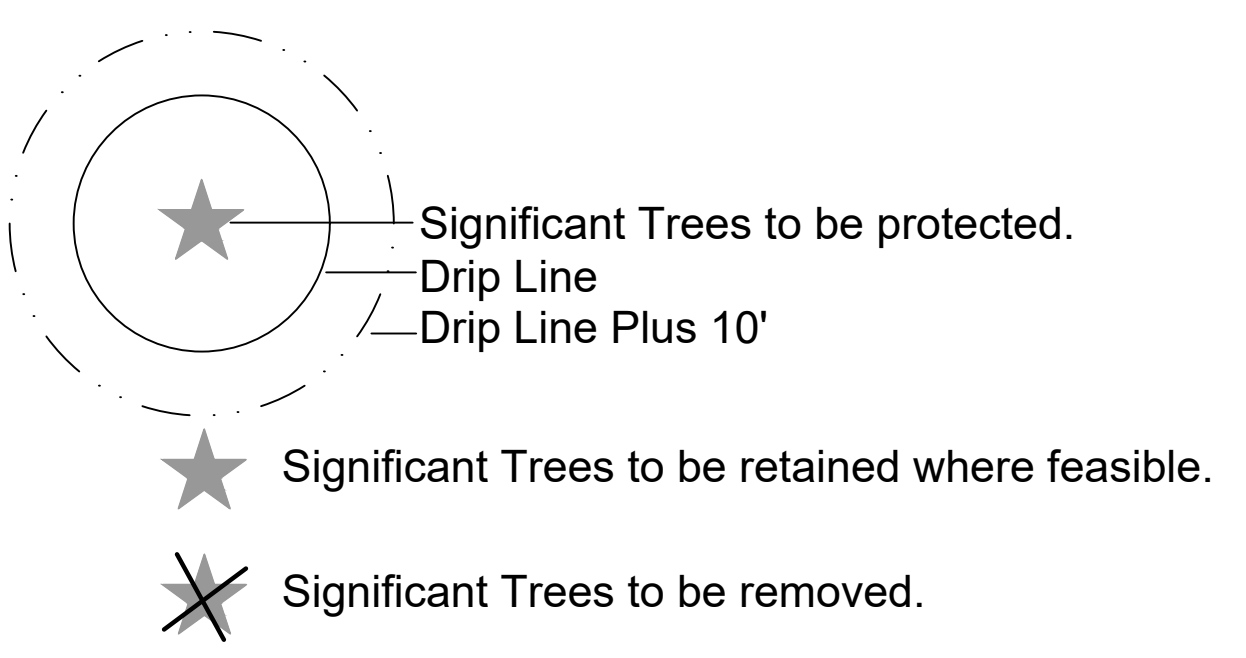 Significant Trees to be protected.
Drip Line
Drip Line Plus 10'
Significant Trees to be retained where feasible.
Significant Trees to be removed.